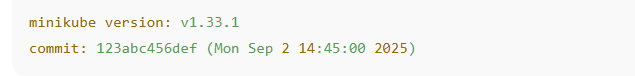 minikube version: v1.33.1
commit: 123abc456def (Mon Sep 2 14:45:00 2025)